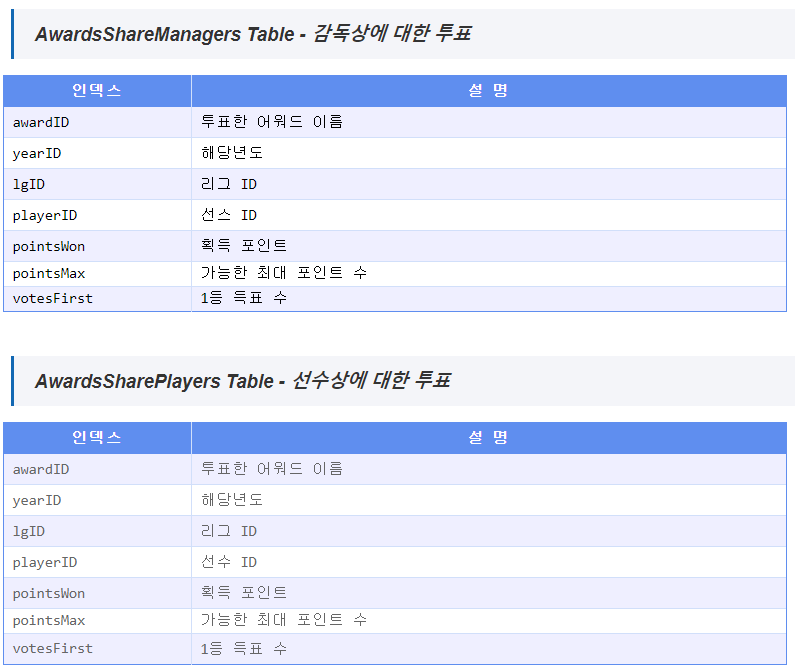 AwardsShareManagers Table - 감독상에 대한 투표
인덱스 설 명
awardID 투표한 어워드 이름
yearID 해당년도
lgID 리그 ID
playerID 선스 ID
pointsWon 획득 포인트
pointsMax 가능한 최대 포인트 수
votesFirst 1등 득표 수
AwardsSharePlayers Table - 선수상에 대한 투표
인덱스 설 명
awardID 투표한 어워드 이름
yearID 해당년도
lgID 리그 ID
playerID 선수 ID
pointsWon 획득 포인트
pointsMax 가능한 최대 포인트 수
votesFirst 1등 득표 수